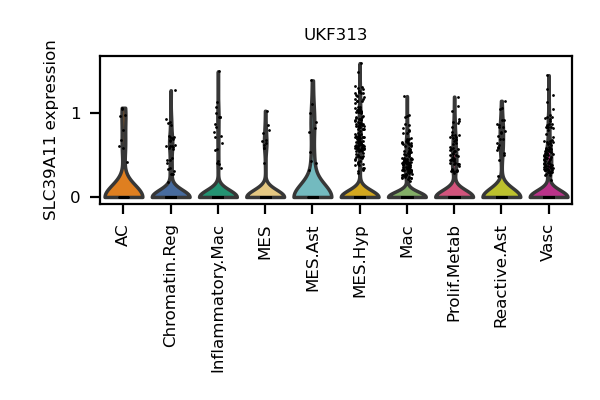 UKF313
SLC39A11 expression
1
0
AC
Chromatin.Reg
Inflammatory.Mac
MES
MES.Ast
MES.Hyp
Mac
Prolif.Metab
Reactive.Ast
Vasc